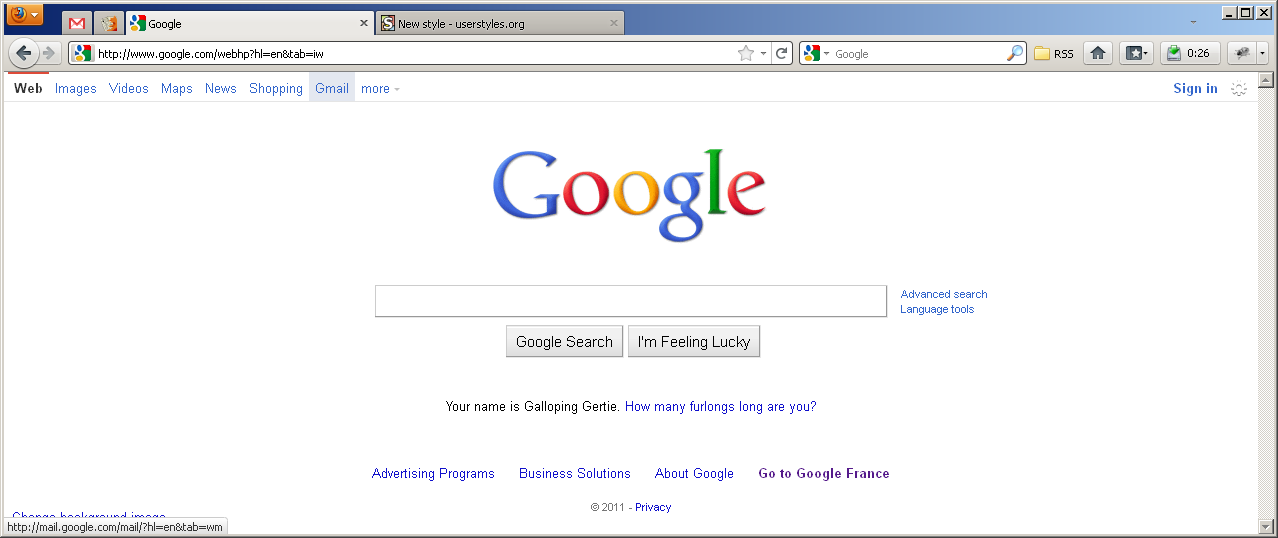 Google
New style - userstyles.org
http://www.google.com/webhp?hl=en&tab=iw
Google
RSS
0:26
Web Images Videos Maps News Shopping Gmail more
Sign in
Google
Advanced search
Language tools
Google Search
I'm Feeling Lucky
Your name is Galloping Gertie. How many furlongs long are you?
Advertising Programs Business Solutions About Google Go to Google France
© 2011 - Privacy
Change background image
http://mail.google.com/mail/?hl=en&tab=wm